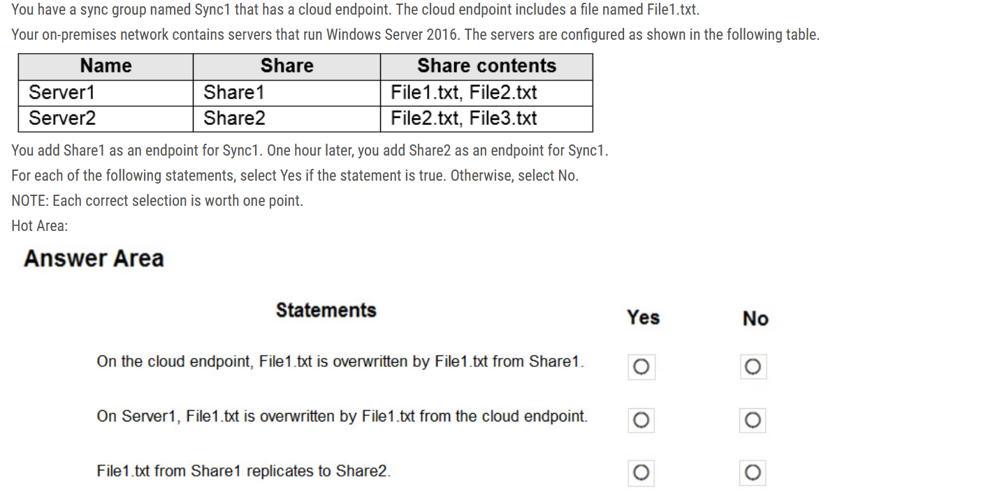 You have a sync group named Sync1 that has a cloud endpoint. The cloud endpoint includes a file named File1.txt.
Your on-premises network contains servers that run Windows Server 2016. The servers are configured as shown in the following table.
Name Share Share contents
Server1 Share1 File1.txt, File2.txt
Server2 Share2 File2.txt, File3.txt
You add Share1 as an endpoint for Sync1. One hour later, you add Share2 as an endpoint for Sync1.
For each of the following statements, select Yes if the statement is true. Otherwise, select No.
NOTE: Each correct selection is worth one point.
Hot Area:
Answer Area
Statements Yes No
On the cloud endpoint, File1.txt is overwritten by File1.txt from Share1.
On Server1, File1.txt is overwritten by File1.txt from the cloud endpoint.
File1.txt from Share1 replicates to Share2.